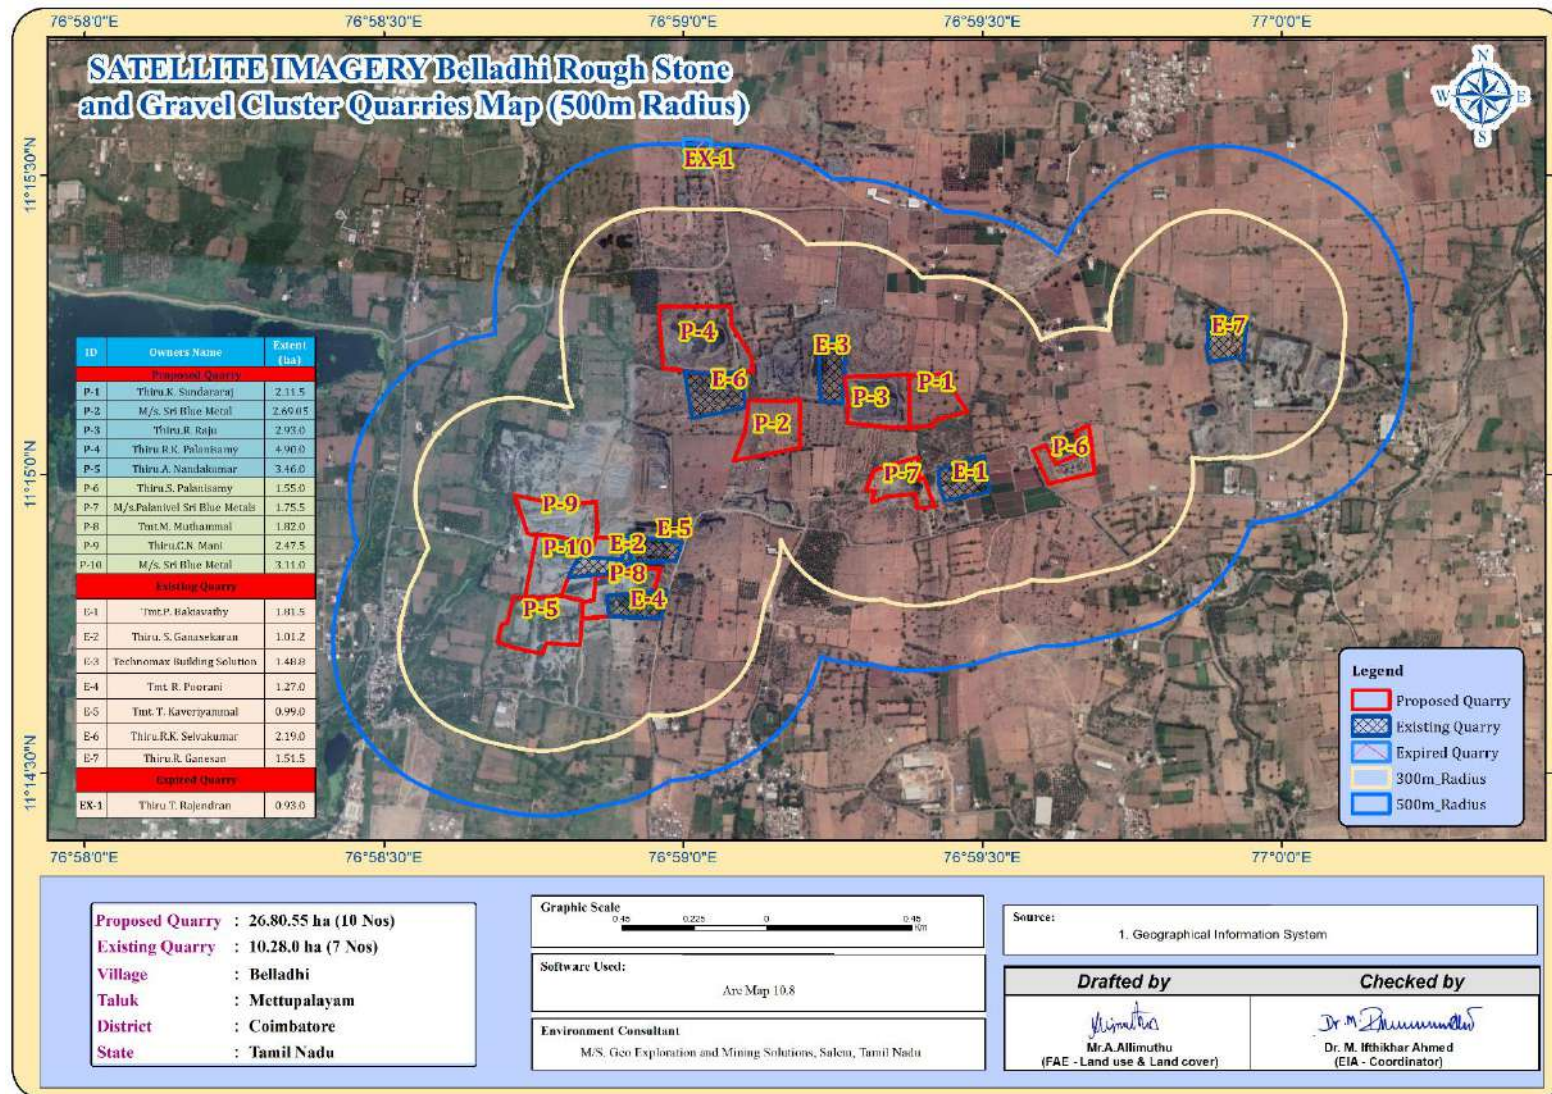 76°58'0"E 76°58'30"E 76°59'0"E 76°59'30"E 77°0'0"E
SATELLITE IMAGERY Belladhi Rough Stone
and Gravel Cluster Quarries Map (500m Radius)
N
W E
S
11°15'30"N
11°15'0"N
11°14'30"N
EX-1
P-4
E-3
E-7
E-6
P-1
P-3
P-2
P-6
P-7
E-1
P-9
E-5
P-10
E-2
P-8
P-5
E-4
ID Owners Name Extent (ha)
Proposed Quarry
P-1 Thiru.K. Sundararaj 2.11.5
P-2 M/s. Sri Blue Metal 2.69.05
P-3 Thiru.R. Raju 2.93.0
P-4 Thiru.R.K. Palanisamy 4.90.0
P-5 Thiru.A. Nandakumar 3.46.0
P-6 Thiru.S. Palanisamy 1.55.0
P-7 M/s.Palanivel Sri Blue Metals 1.75.5
P-8 Tmt.M. Muthammal 1.82.0
P-9 Thiru.C.N. Mani 2.47.5
P-10 M/s. Sri Blue Metal 3.11.0
Existing Quarry
E-1 Tmt.P. Bakiavathy 1.81.5
E-2 Thiru. S. Ganasekaran 1.01.2
E-3 Technomax Building Solution 1.48.8
E-4 Tmt. R. Poorani 1.27.0
E-5 Tmt. T. Kaveriyammal 0.99.0
E-6 Thiru.R.K. Selvakumar 2.19.0
E-7 Thiru.R. Ganesan 1.51.5
Expired Quarry
EX-1 Thiru T. Rajendran 0.93.0
Legend
Proposed Quarry
Existing Quarry
Expired Quarry
300m_Radius
500m_Radius
76°58'0"E 76°58'30"E 76°59'0"E 76°59'30"E 77°0'0"E
Proposed Quarry : 26.80.55 ha (10 Nos)
Existing Quarry : 10.28.0 ha (7 Nos)
Village : Belladhi
Taluk : Mettupalayam
District : Coimbatore
State : Tamil Nadu
Graphic Scale
0.45 0.225 0 0.45
Km
Software Used:
Arc Map 10.8
Environment Consultant
M/S. Geo Exploration and Mining Solutions, Salem, Tamil Nadu
Source:
1. Geographical Information System
Drafted by Checked by
Mr.A.Allimuthu
(FAE - Land use & Land cover)
Dr. M. Ifthikhar Ahmed
(EIA - Coordinator)